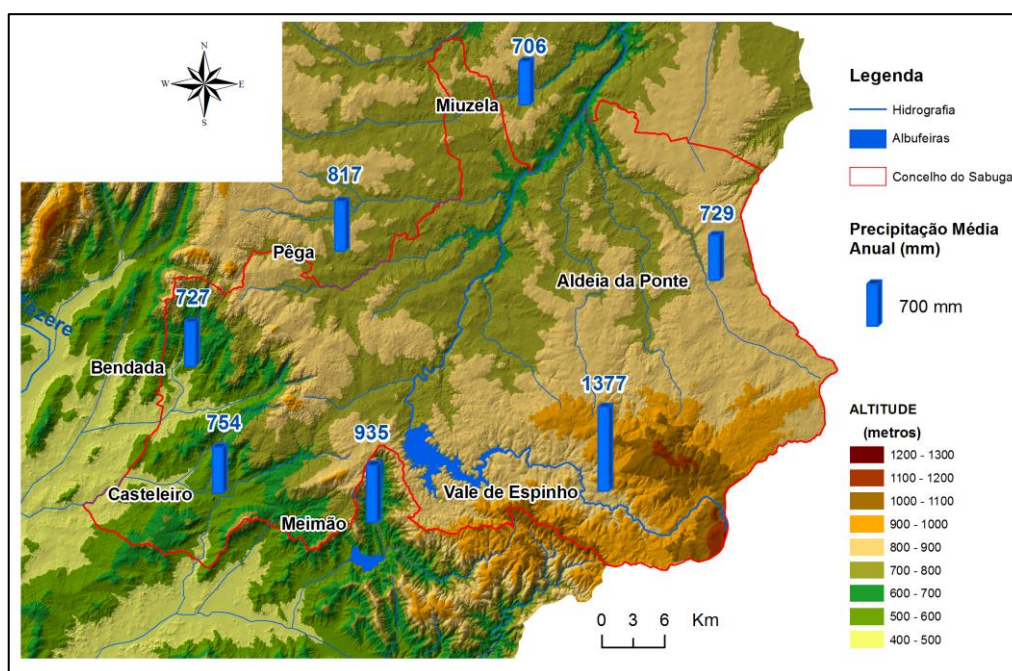 N
W E
S
706
Miuzela
817
Pêga
729
Aldeia da Ponte
727
Bendada
Zêzere
754
Casteleiro
935
Meimão
1377
Vale de Espinho
0 3 6 Km
Legenda
Hidrografia
Albufeiras
Concelho do Sabuga
Precipitação Média
Anual (mm)
700 mm
ALTITUDE
(metros)
1200 - 1300
1100 - 1200
1000 - 1100
900 - 1000
800 - 900
700 - 800
600 - 700
500 - 600
400 - 500